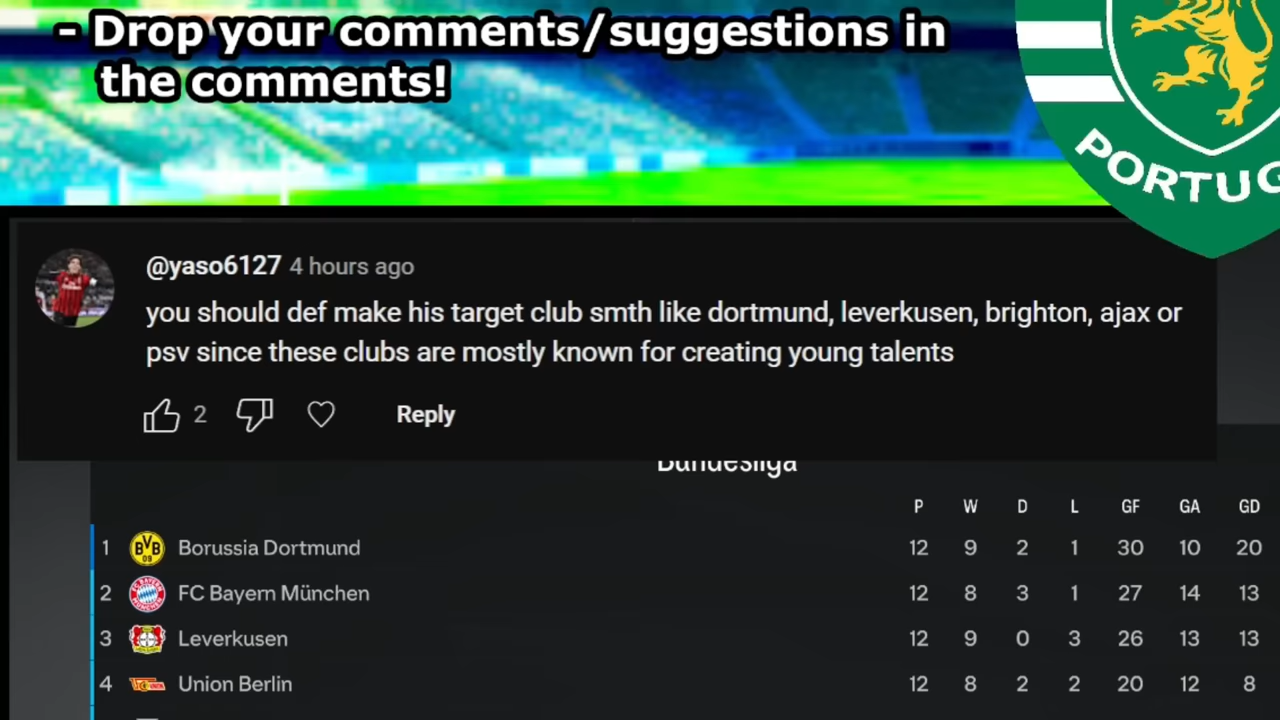 - Drop your comments/suggestions in
the comments!
PORTUG
@yaso6127 4 hours ago
you should def make his target club smth like dortmund, leverkusen, brighton, ajax or
psv since these clubs are mostly known for creating young talents
2 Reply
Bundesliga
P W D L GF GA GD
1 BVB 09 Borussia Dortmund 12 9 2 1 30 10 20
2 FC Bayern München 12 8 3 1 27 14 13
3 Leverkusen 12 9 0 3 26 13 13
4 Union Berlin 12 8 2 2 20 12 8